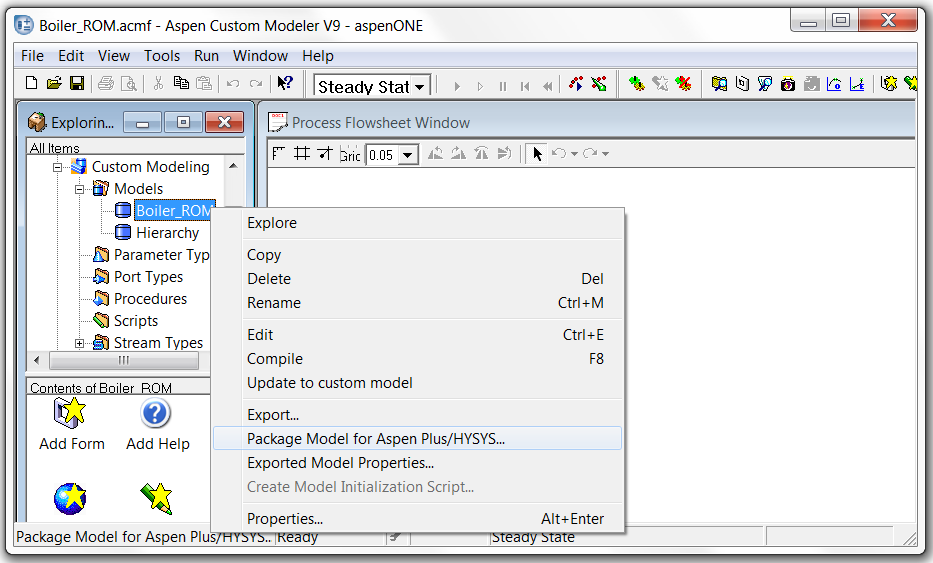 Boiler_ROM.acmf - Aspen Custom Modeler V9 - aspenONE
File Edit View Tools Run Window Help
Steady Stat
Explorin...
Process Flowsheet Window
All Items
Gric 0.05
Custom Modeling
Models
Boiler_ROM
Hierarchy
Parameter Typ
Port Types
Procedures
Scripts
Stream Types
Contents of Boiler_ROM
Add Form Add Help
Explore
Copy
Delete Del
Rename Ctrl+M
Edit Ctrl+E
Compile F8
Update to custom model
Export...
Package Model for Aspen Plus/HYSYS...
Exported Model Properties...
Create Model Initialization Script...
Properties... Alt+Enter
Package Model for Aspen Plus/HYSYS.. Ready Steady State